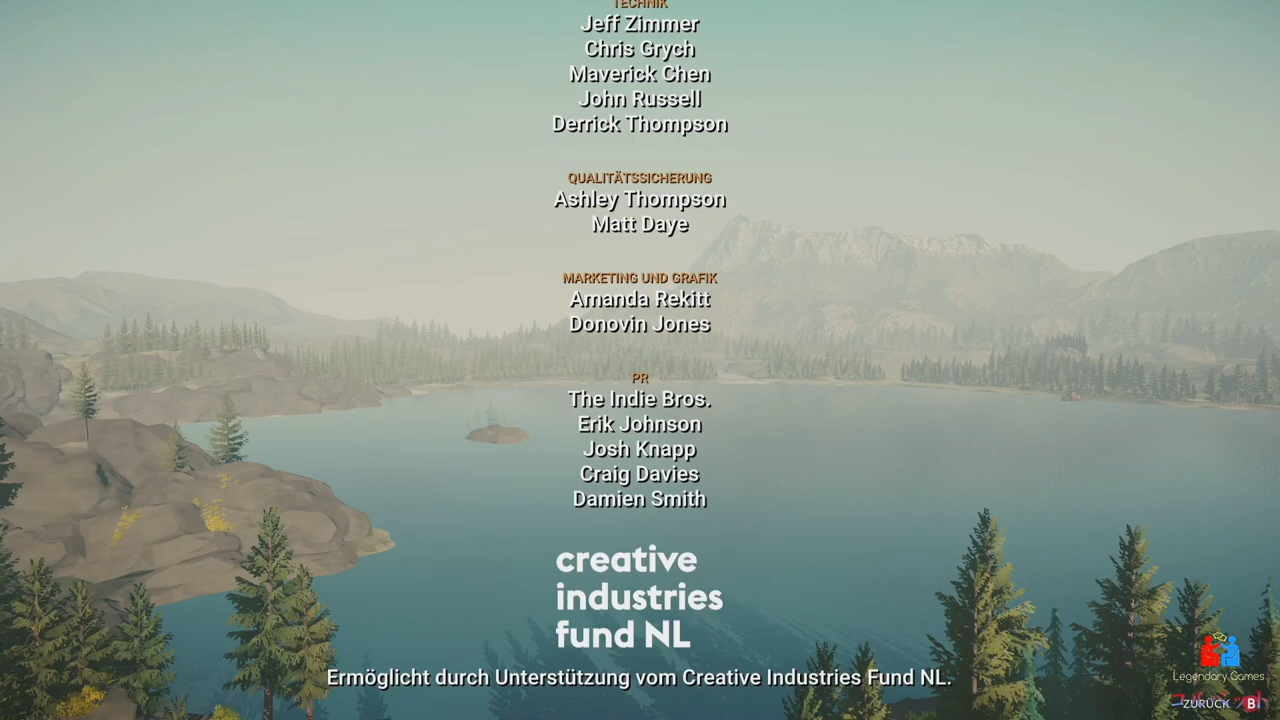 TECHNIK
Jeff Zimmer
Chris Grych
Maverick Chen
John Russell
Derrick Thompson
QUALITÄTSSICHERUNG
Ashley Thompson
Matt Daye
MARKETING UND GRAFIK
Amanda Rekitt
Donovin Jones
PR
The Indie Bros.
Erik Johnson
Josh Knapp
Craig Davies
Damien Smith
creative
industries
fund NL
Ermöglicht durch Unterstützung vom Creative Industries Fund NL.
Legendary Games
ZURÜCK B